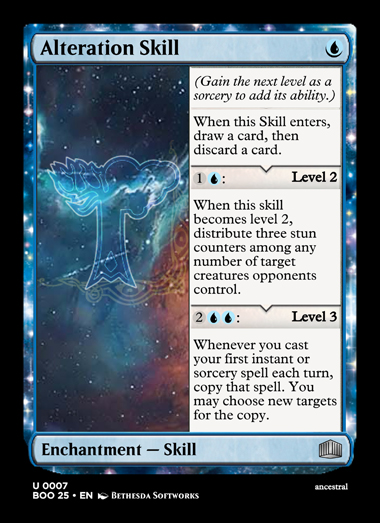 Alteration Skill
(Gain the next level as a
sorcery to add its ability.)
When this Skill enters,
draw a card, then
discard a card.
1 : Level 2
When this skill
becomes level 2,
distribute three stun
counters among any
number of target
creatures opponents
control.
2 : Level 3
Whenever you cast
your first instant or
sorcery spell each turn,
copy that spell. You
may choose new targets
for the copy.
Enchantment — Skill
U 0007
BOO 25 • EN Bethesda Softworks
ancestral